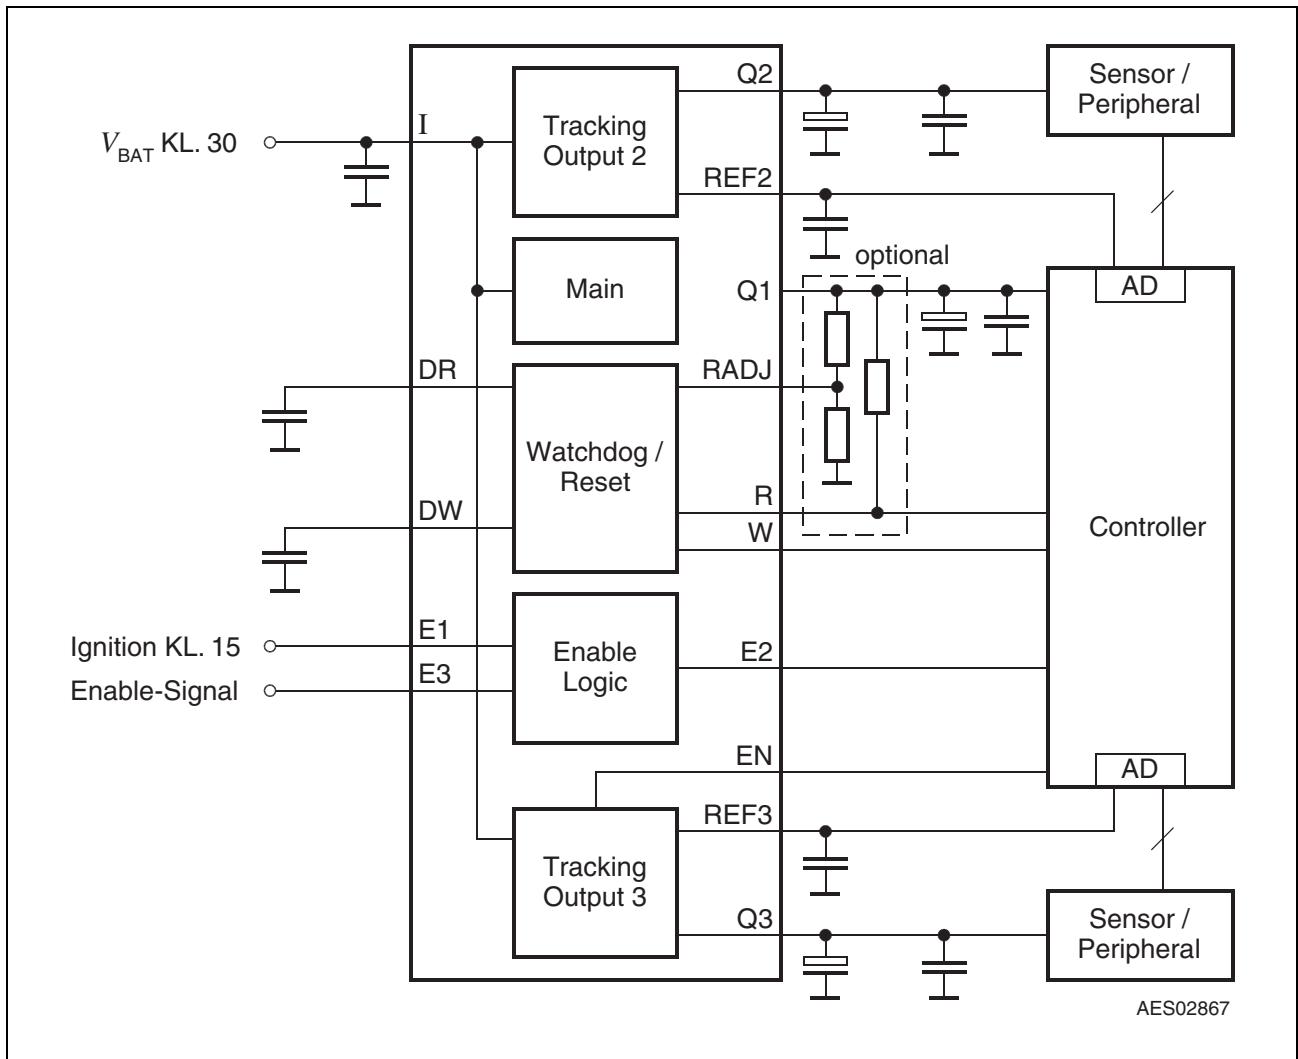 Q2
Sensor /
Peripheral
I
Tracking
Output 2
V BAT KL. 30
REF2
optional
Main
Q1
AD
DR
RADJ
Watchdog /
Reset
DW
R
W
Controller
Ignition KL. 15
E1
Enable
Logic
E2
Enable-Signal
E3
EN
AD
REF3
Tracking
Output 3
Q3
Sensor /
Peripheral
AES02867